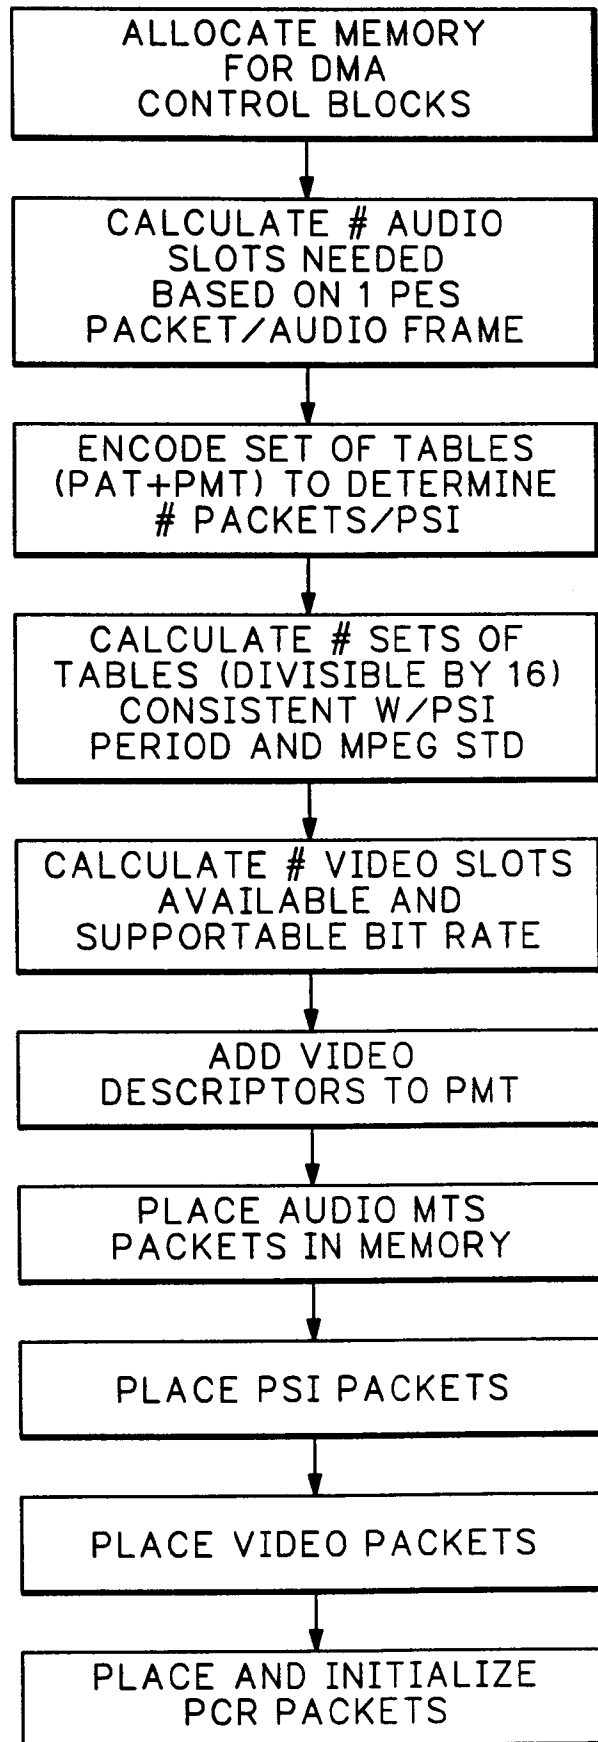 ALLOCATE MEMORY
FOR DMA
CONTROL BLOCKS
CALCULATE # AUDIO
SLOTS NEEDED
BASED ON 1 PES
PACKET/AUDIO FRAME
ENCODE SET OF TABLES
(PAT+PMT) TO DETERMINE
# PACKETS/PSI
CALCULATE # SETS OF
TABLES (DIVISIBLE BY 16)
CONSISTENT W/PSI
PERIOD AND MPEG STD
CALCULATE # VIDEO SLOTS
AVAILABLE AND
SUPPORTABLE BIT RATE
ADD VIDEO
DESCRIPTORS TO PMT
PLACE AUDIO MTS
PACKETS IN MEMORY
PLACE PSI PACKETS
PLACE VIDEO PACKETS
PLACE AND INITIALIZE
PCR PACKETS